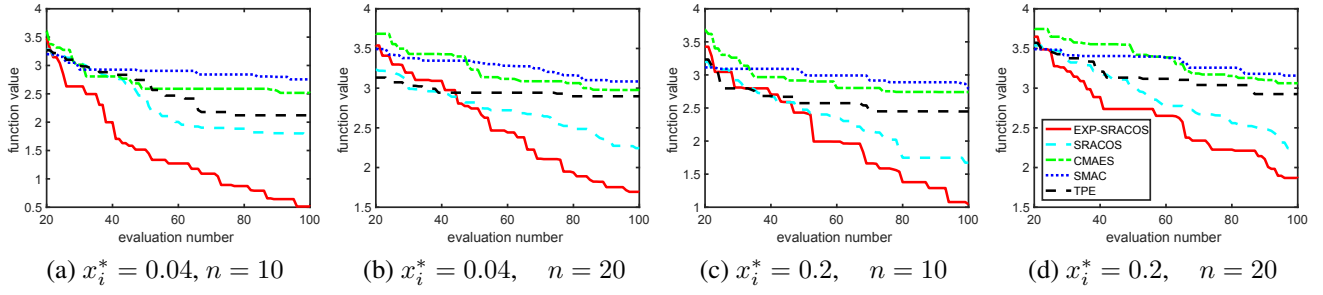 function value
4
3.5
3
2.5
2
1.5
1
0.5
20 40 60 80 100
evaluation number
(a) x_i^* = 0.04, n = 10
function value
4
3.5
3
2.5
2
1.5
20 40 60 80 100
evaluation number
(b) x_i^* = 0.04, n = 20
function value
4
3.5
3
2.5
2
1.5
1
20 40 60 80 100
evaluation number
(c) x_i^* = 0.2, n = 10
function value
4
3.5
3
2.5
2
1.5
EXP-SRACOS
SRACOS
CMAES
SMAC
TPE
20 40 60 80 100
evaluation number
(d) x_i^* = 0.2, n = 20